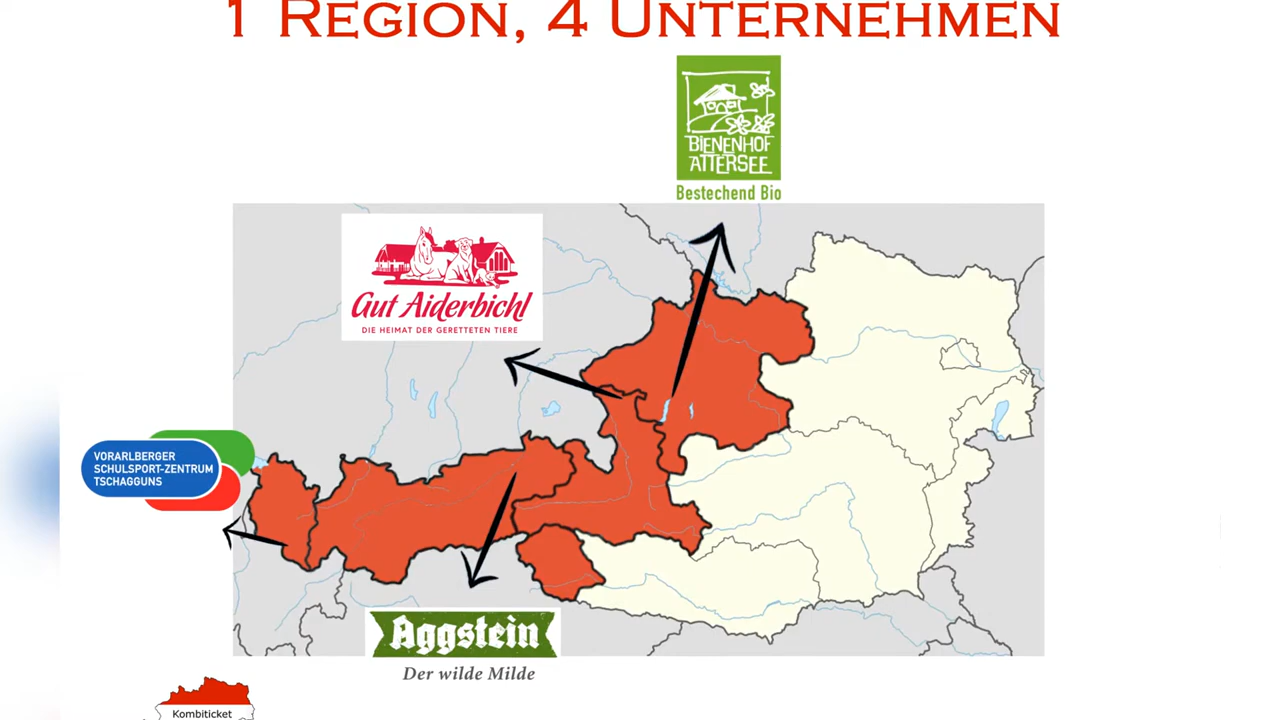 1 REGION, 4 UNTERNEHMEN
BIENENHOF
ATTERSEE
Bestechend Bio
Gut Aiderbichl
DIE HEIMAT DER GERETTETEN TIERE
VORARLBERGER
SCHULSPORT-ZENTRUM
TSCHAGGUNS
Aggstein
Der wilde Milde
Kombiticket